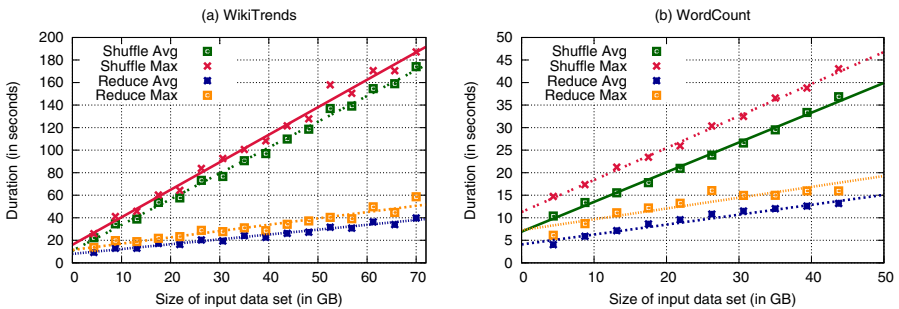 (a) WikiTrends
200
180
160
140
120
100
80
60
40
20
0
Duration (in seconds)
Shuffle Avg
Shuffle Max
Reduce Avg
Reduce Max
0 10 20 30 40 50 60 70
Size of input data set (in GB)
(b) WordCount
50
45
40
35
30
25
20
15
10
5
0
Duration (in seconds)
Shuffle Avg
Shuffle Max
Reduce Avg
Reduce Max
0 10 20 30 40 50
Size of input data set (in GB)